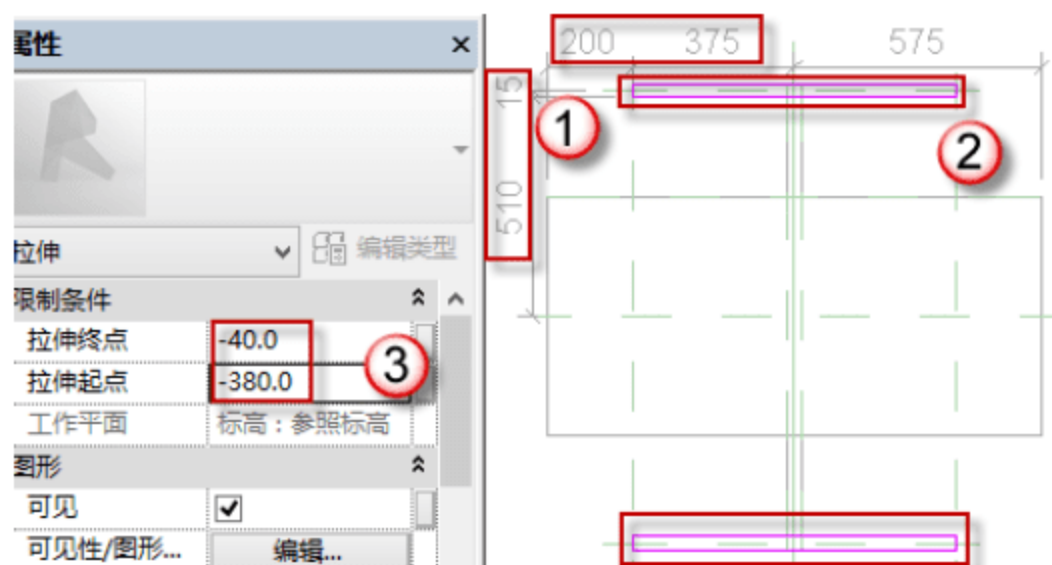 属性
×
拉伸
编辑类型
限制条件
拉伸终点 -40.0
拉伸起点 -380.0
工作平面 标高：参照标高
图形
可见
可见性/图形... 编辑...
200 375 575
15
510
1
2
3